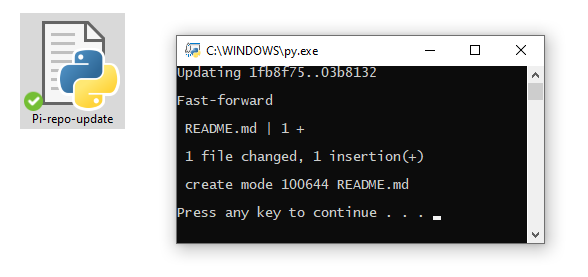 Pi-repo-update
C:\WINDOWS\py.exe
Updating 1fb8f75..03b8132
Fast-forward
README.md | 1 +
1 file changed, 1 insertion(+)
create mode 100644 README.md
Press any key to continue . . .